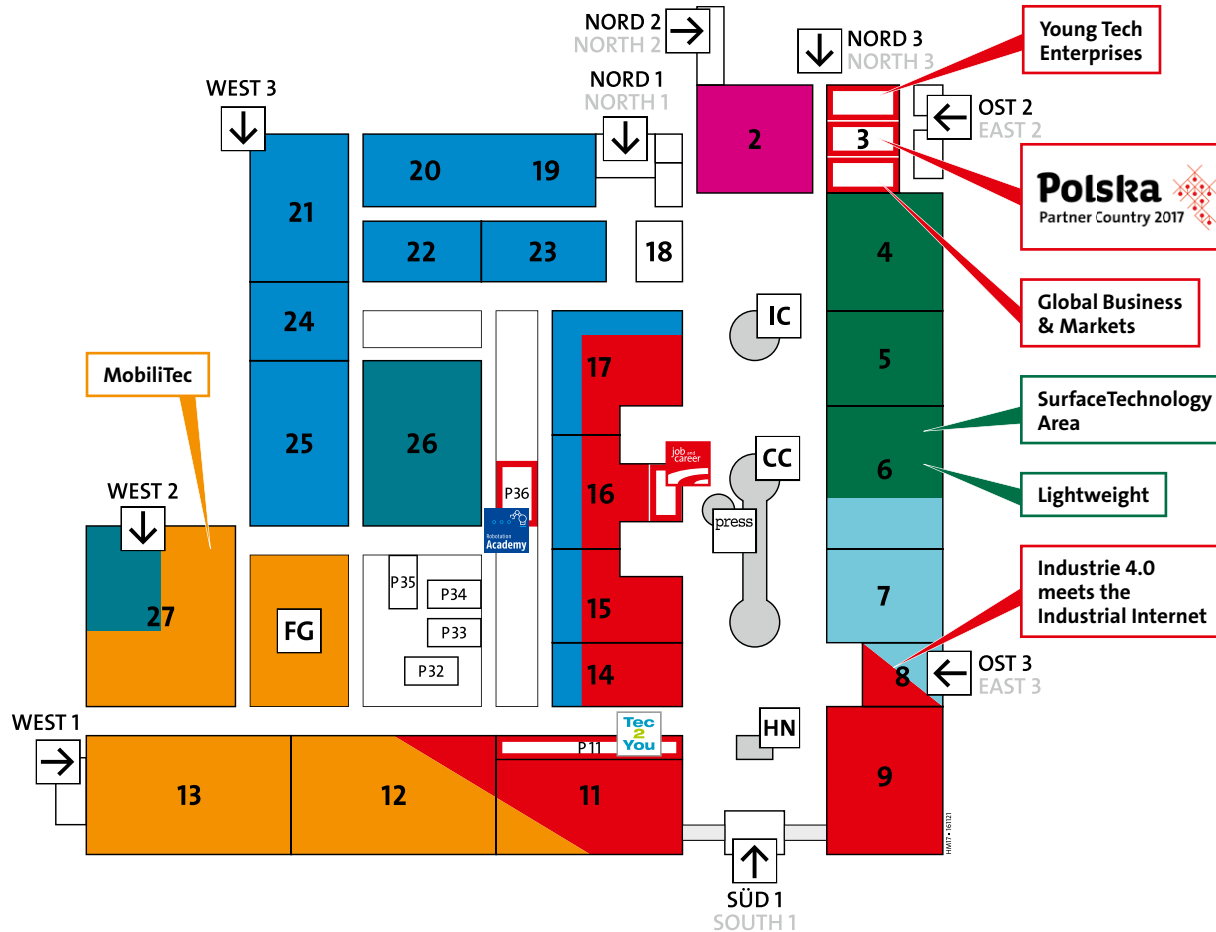 NORD 2
NORTH 2
NORD 3
NORTH 3
Young Tech
Enterprises
WEST 3
NORD 1
NORTH 1
OST 2
EAST 2
2
3
20
19
21
22
23
18
4
Polska
Partner Country 2017
24
IC
Global Business
& Markets
MobiliTec
17
5
25
26
SurfaceTechnology
Area
job and
career
CC
6
WEST 2
P36
16
Lightweight
press
Robotation
Academy
Industrie 4.0
meets the
Industrial Internet
P35
P34
7
15
27
FG
P33
P32
14
8
OST 3
EAST 3
WEST 1
Tec
2
You
HN
P11
13
12
11
9
HM17 • 161121
SÜD 1
SOUTH 1